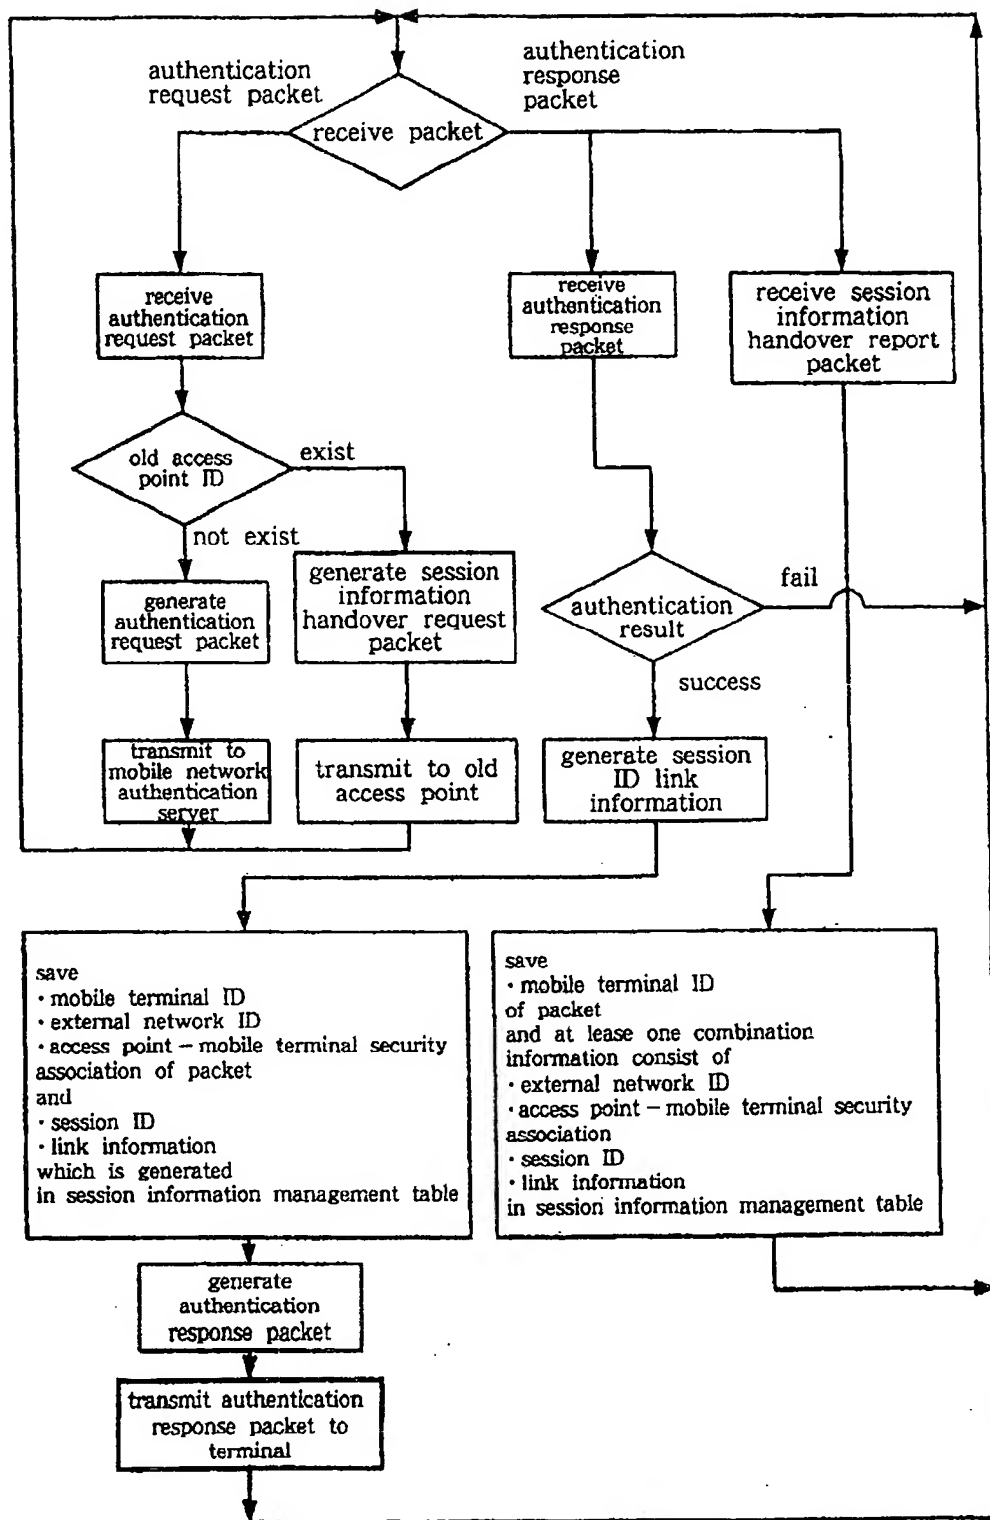 authentication
request packet
authentication
response
packet
receive packet
receive
authentication
request packet
receive
authentication
response
packet
receive session
information
handover report
packet
old access
point ID
exist
not exist
generate
authentication
request packet
generate session
information
handover request
packet
authentication
result
fail
success
transmit to
mobile network
authentication
server
transmit to old
access point
generate session
ID link
information
save
・mobile terminal ID
・external network ID
・access point – mobile terminal security
association of packet
and
・session ID
・link information
which is generated
in session information management table
save
・mobile terminal ID
of packet
and at lease one combination
information consist of
・external network ID
・access point – mobile terminal security
association
・session ID
・link information
in session information management table
generate
authentication
response packet
transmit authentication
response packet to
terminal